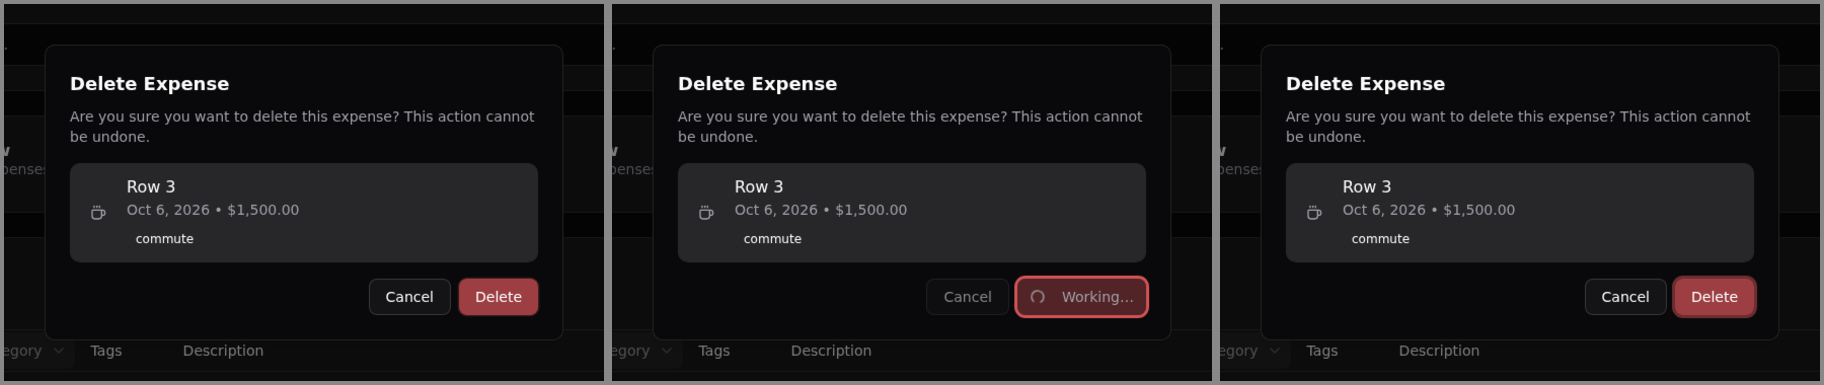 Delete Expense
Are you sure you want to delete this expense? This action cannot
be undone.
Row 3
Oct 6, 2026 • $1,500.00
commute
Cancel
Delete
egory
Tags
Description
Delete Expense
Are you sure you want to delete this expense? This action cannot
be undone.
Row 3
Oct 6, 2026 • $1,500.00
commute
Cancel
Working...
egory
Tags
Description
Delete Expense
Are you sure you want to delete this expense? This action cannot
be undone.
Row 3
Oct 6, 2026 • $1,500.00
commute
Cancel
Delete
gory
Tags
Description